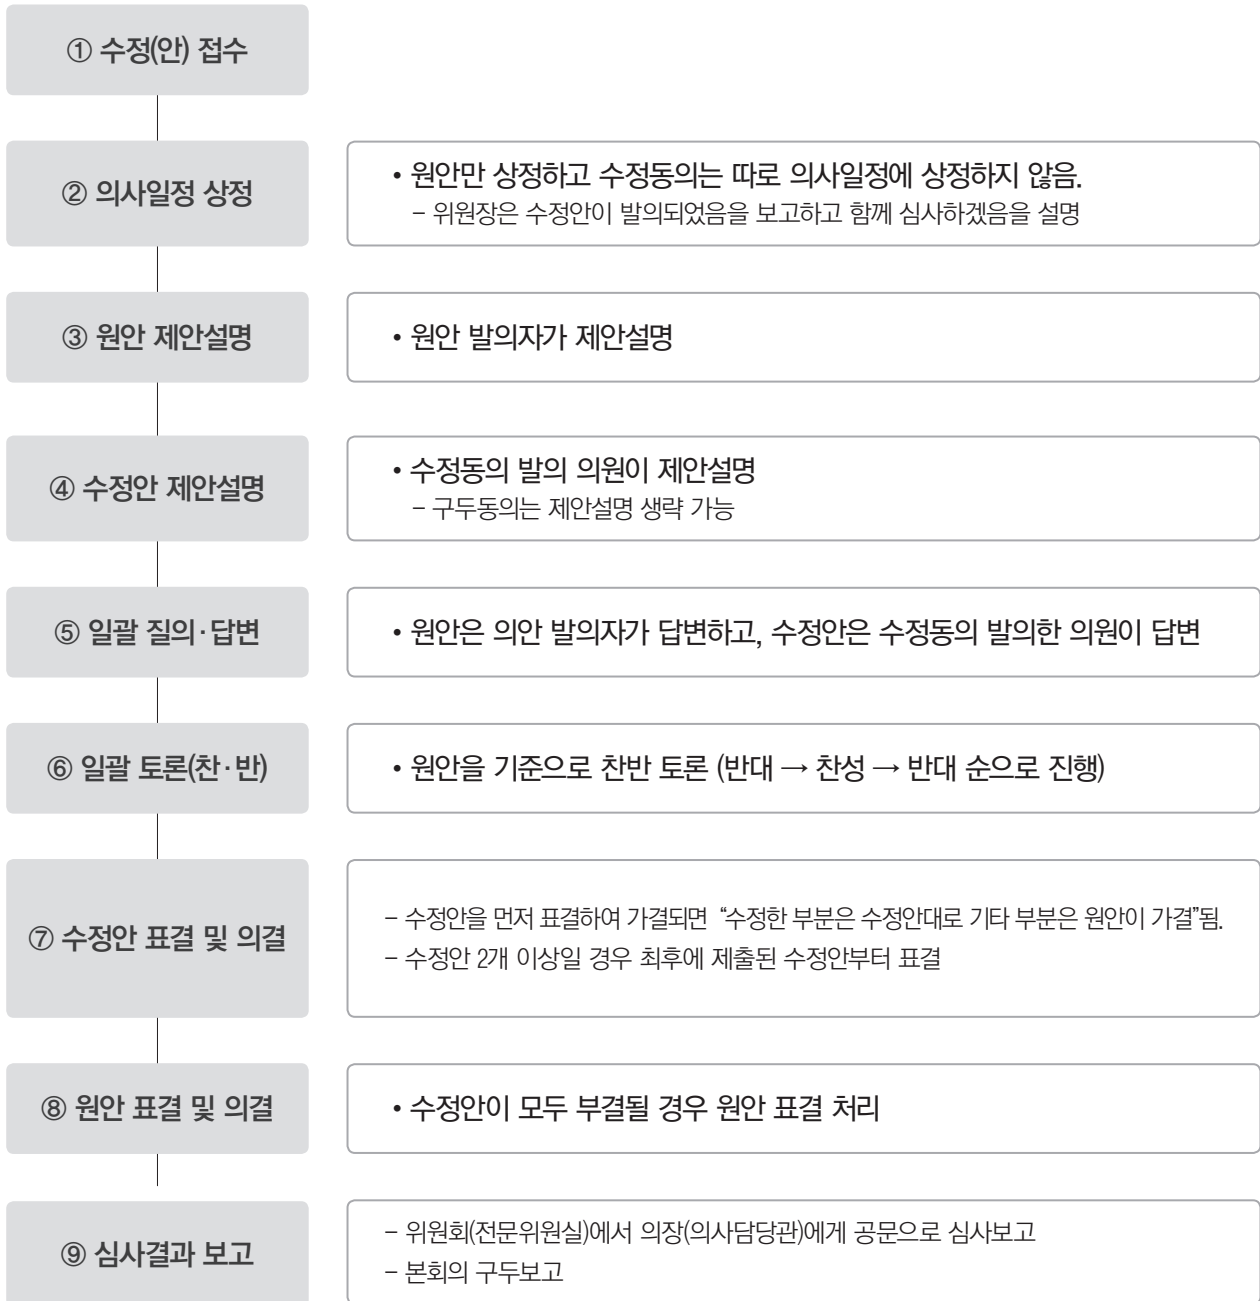 ① 수정(안) 접수
② 의사일정 상정
• 원안만 상정하고 수정동의는 따로 의사일정에 상정하지 않음.
- 위원장은 수정안이 발의되었음을 보고하고 함께 심사하겠음을 설명
③ 원안 제안설명
• 원안 발의자가 제안설명
④ 수정안 제안설명
• 수정동의 발의 의원이 제안설명
- 구두동의는 제안설명 생략 가능
⑤ 일괄 질의·답변
• 원안은 의안 발의자가 답변하고, 수정안은 수정동의 발의한 의원이 답변
⑥ 일괄 토론(찬·반)
• 원안을 기준으로 찬반 토론 (반대 → 찬성 → 반대 순으로 진행)
⑦ 수정안 표결 및 의결
- 수정안을 먼저 표결하여 가결되면 “수정한 부분은 수정안대로 기타 부분은 원안이 가결”됨.
- 수정안 2개 이상일 경우 최후에 제출된 수정안부터 표결
⑧ 원안 표결 및 의결
• 수정안이 모두 부결될 경우 원안 표결 처리
⑨ 심사결과 보고
- 위원회(전문위원실)에서 의장(의사담당관)에게 공문으로 심사보고
- 본회의 구두보고